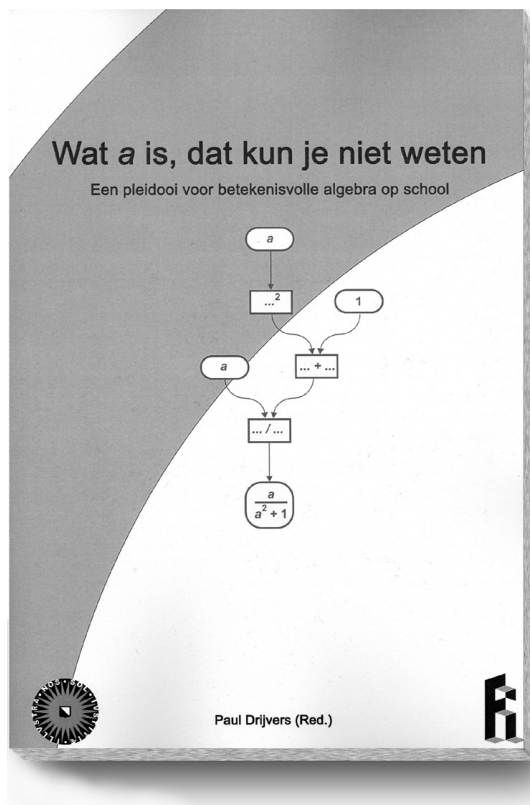 Wat a is, dat kun je niet weten
Een pleidooi voor betekenisvolle algebra op school
a
...²
1
a
... + ...
... / ...
a
a² + 1
Paul Drijvers (Red.)